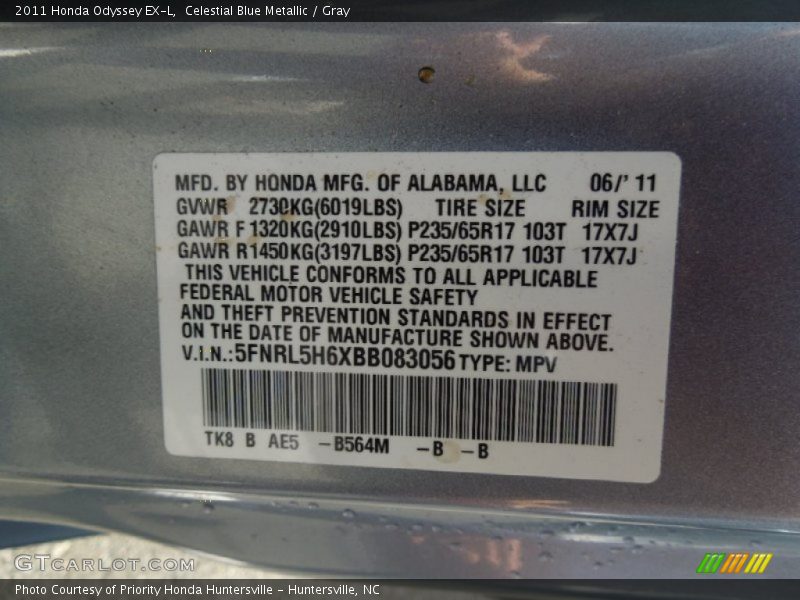 2011 Honda Odyssey EX-L,  Celestial Blue Metallic / Gray
MFD. BY HONDA MFG. OF ALABAMA, LLC 06/' 11
GVWR 2730KG(6019LBS) TIRE SIZE RIM SIZE
GAWR F 1320KG(2910LBS) P235/65R17 103T 17X7J
GAWR R1450KG(3197LBS) P235/65R17 103T 17X7J
THIS VEHICLE CONFORMS TO ALL APPLICABLE
FEDERAL MOTOR VEHICLE SAFETY
AND THEFT PREVENTION STANDARDS IN EFFECT
ON THE DATE OF MANUFACTURE SHOWN ABOVE.
V.I.N.:5FNRL5H6XBB083056 TYPE: MPV
TK8 B AE5 -B564M -B -B
GTCARLOT.COM
Photo Courtesy of Priority Honda Huntersville - Huntersville, NC